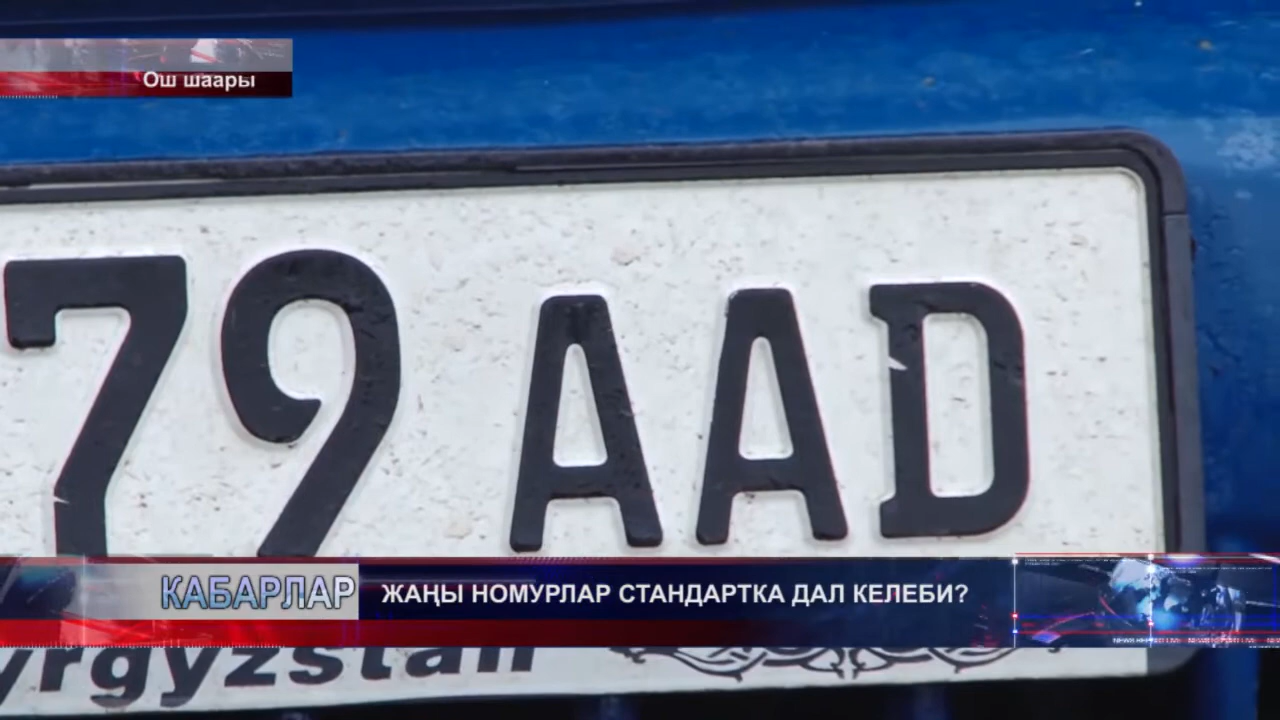 Ош шаары
79 AAD
КАБАРЛАР
ЖАҢЫ НОМУРЛАР СТАНДАРТКА ДАЛ КЕЛЕБИ?
yrgyzstan